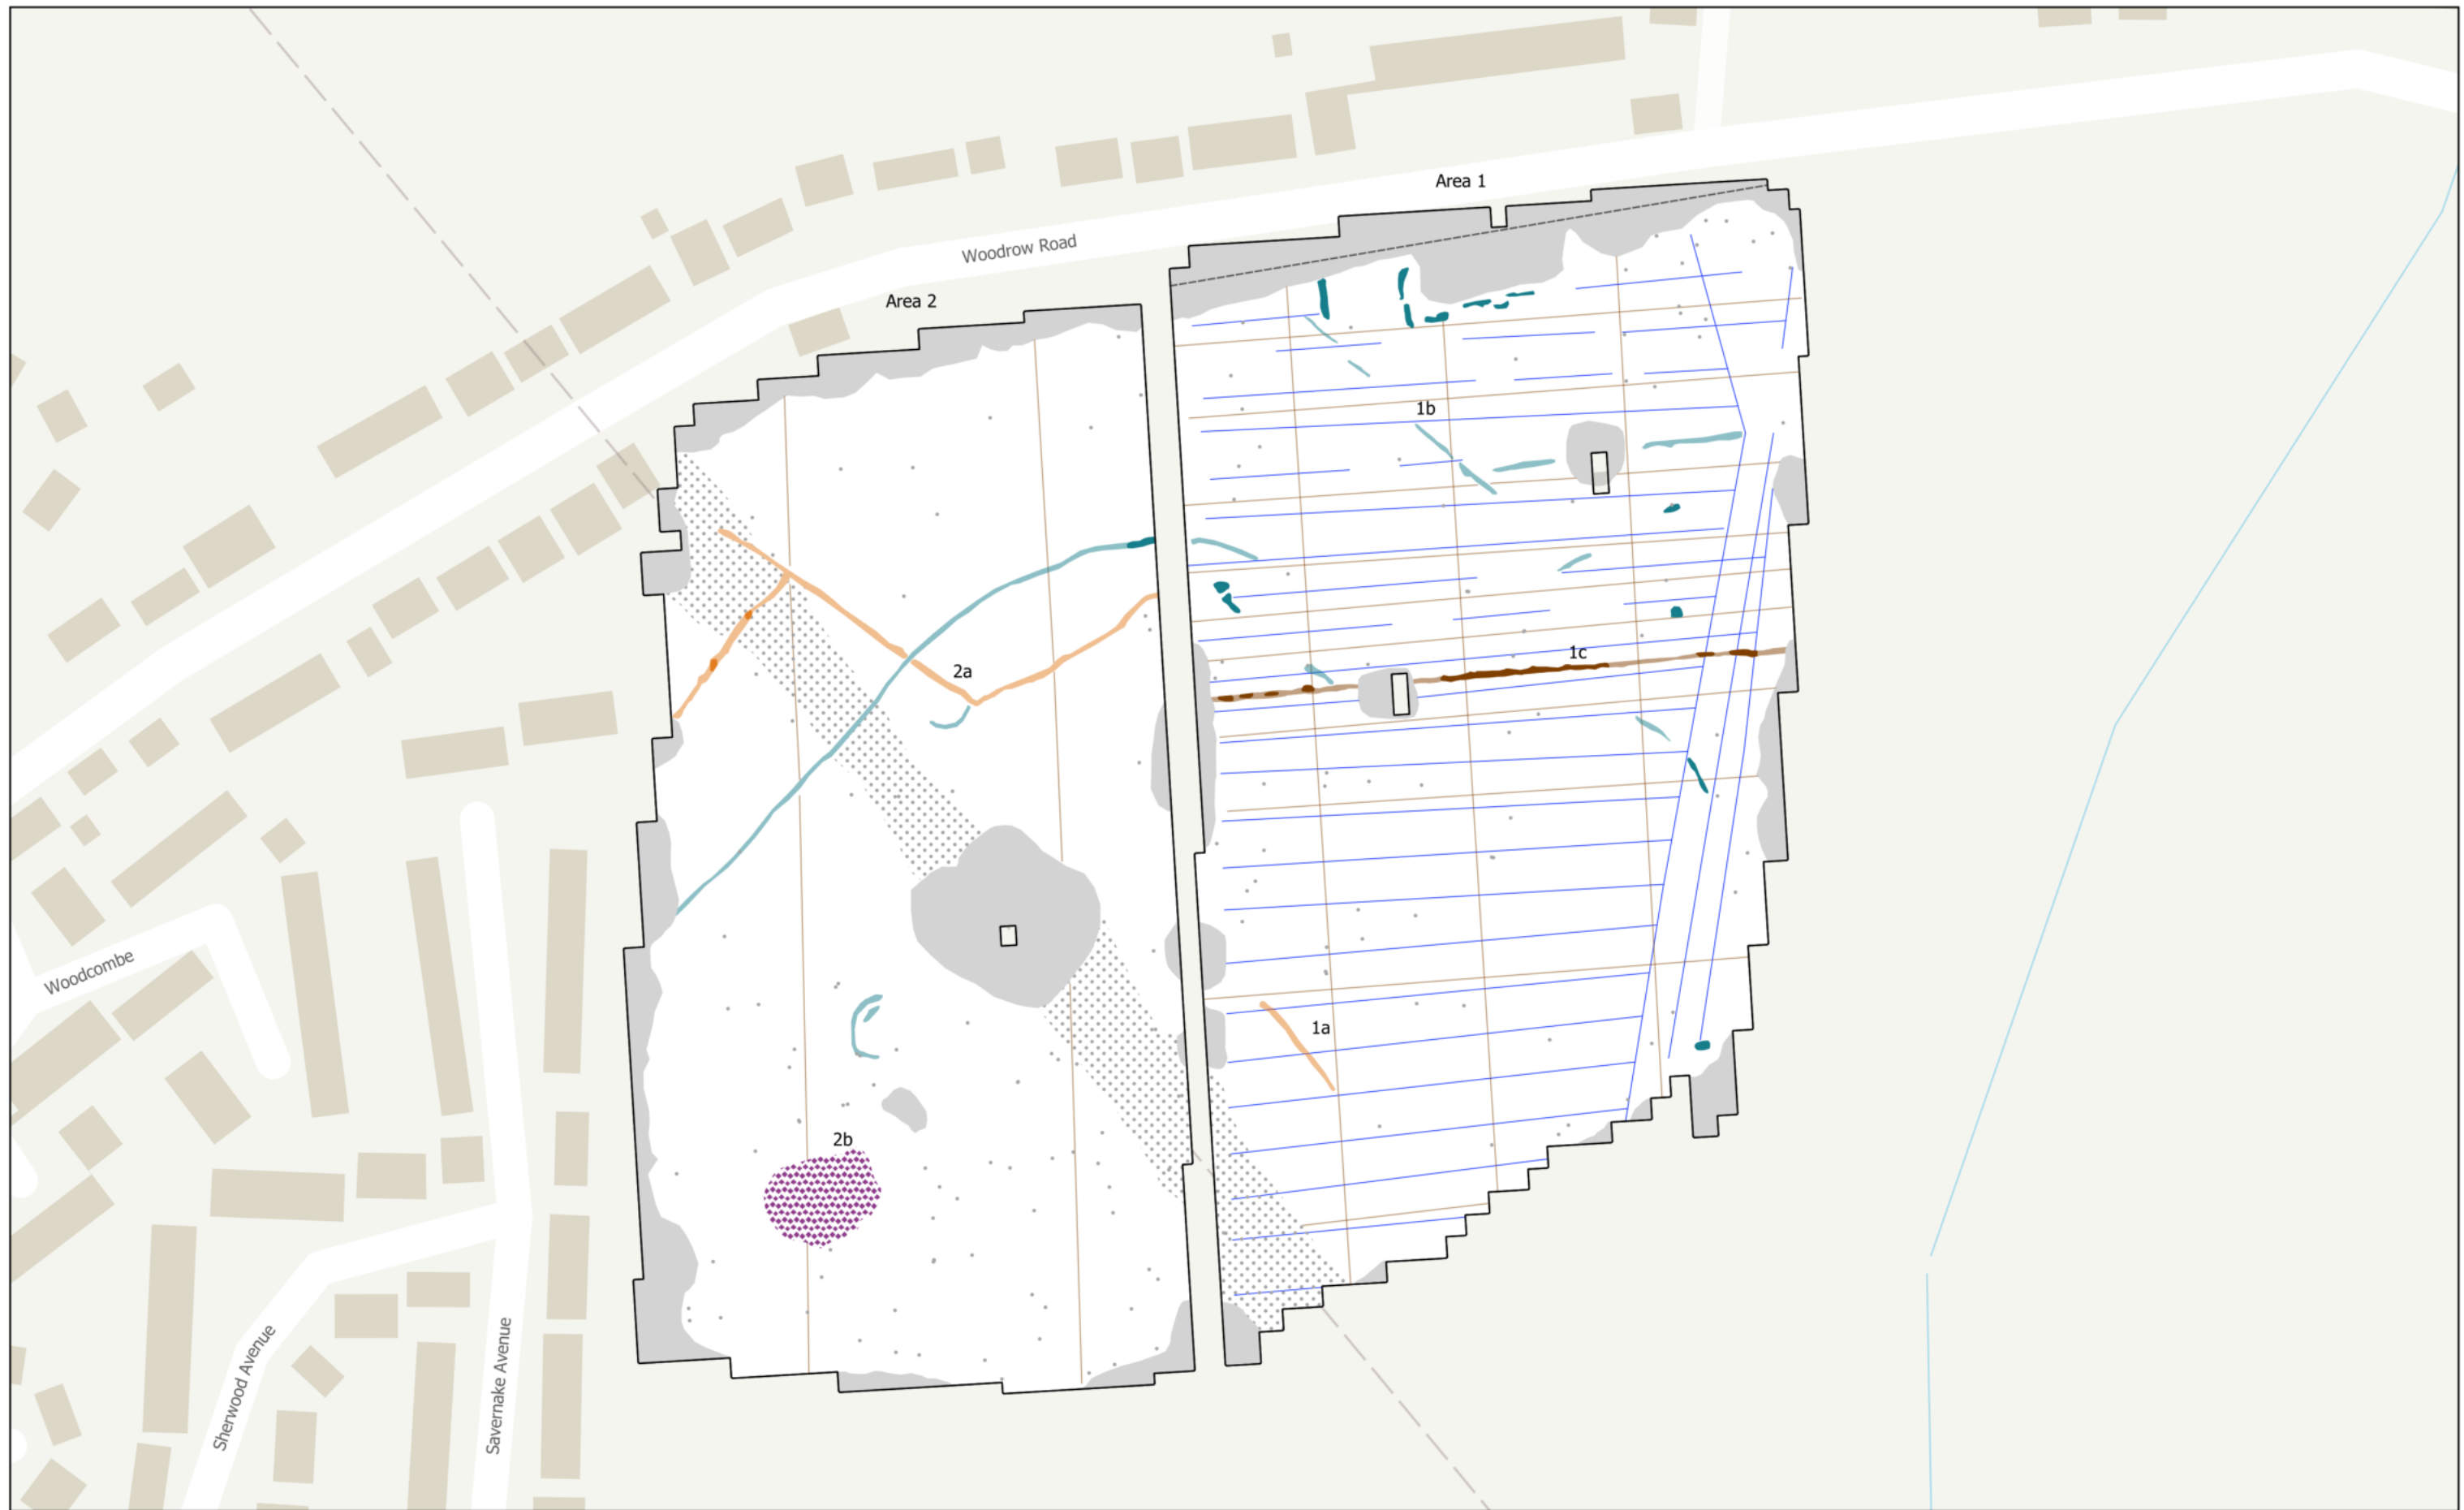 Area 1
Woodrow Road
Area 2
1b
1c
2a
Woodcombe
1a
2b
Sherwood Avenue
Savernake Avenue